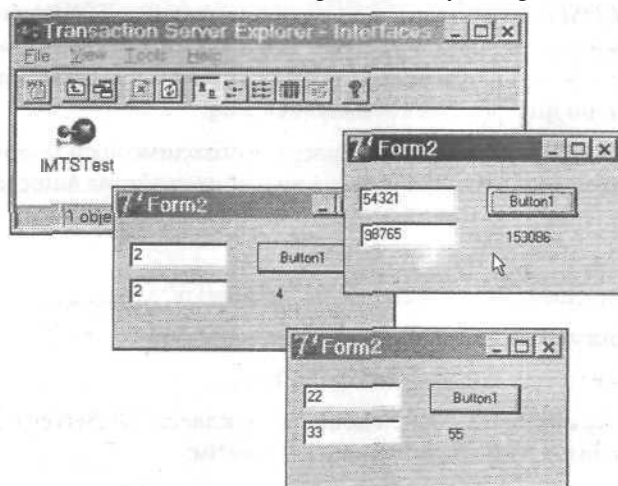 Transaction Server Explorer - Interfaces
File View Tools Help
IMTSTest
1 obje
Form2
54321
Button1
98765
153086
Form2
2
Button1
2
4
Form2
22
Button1
33
55